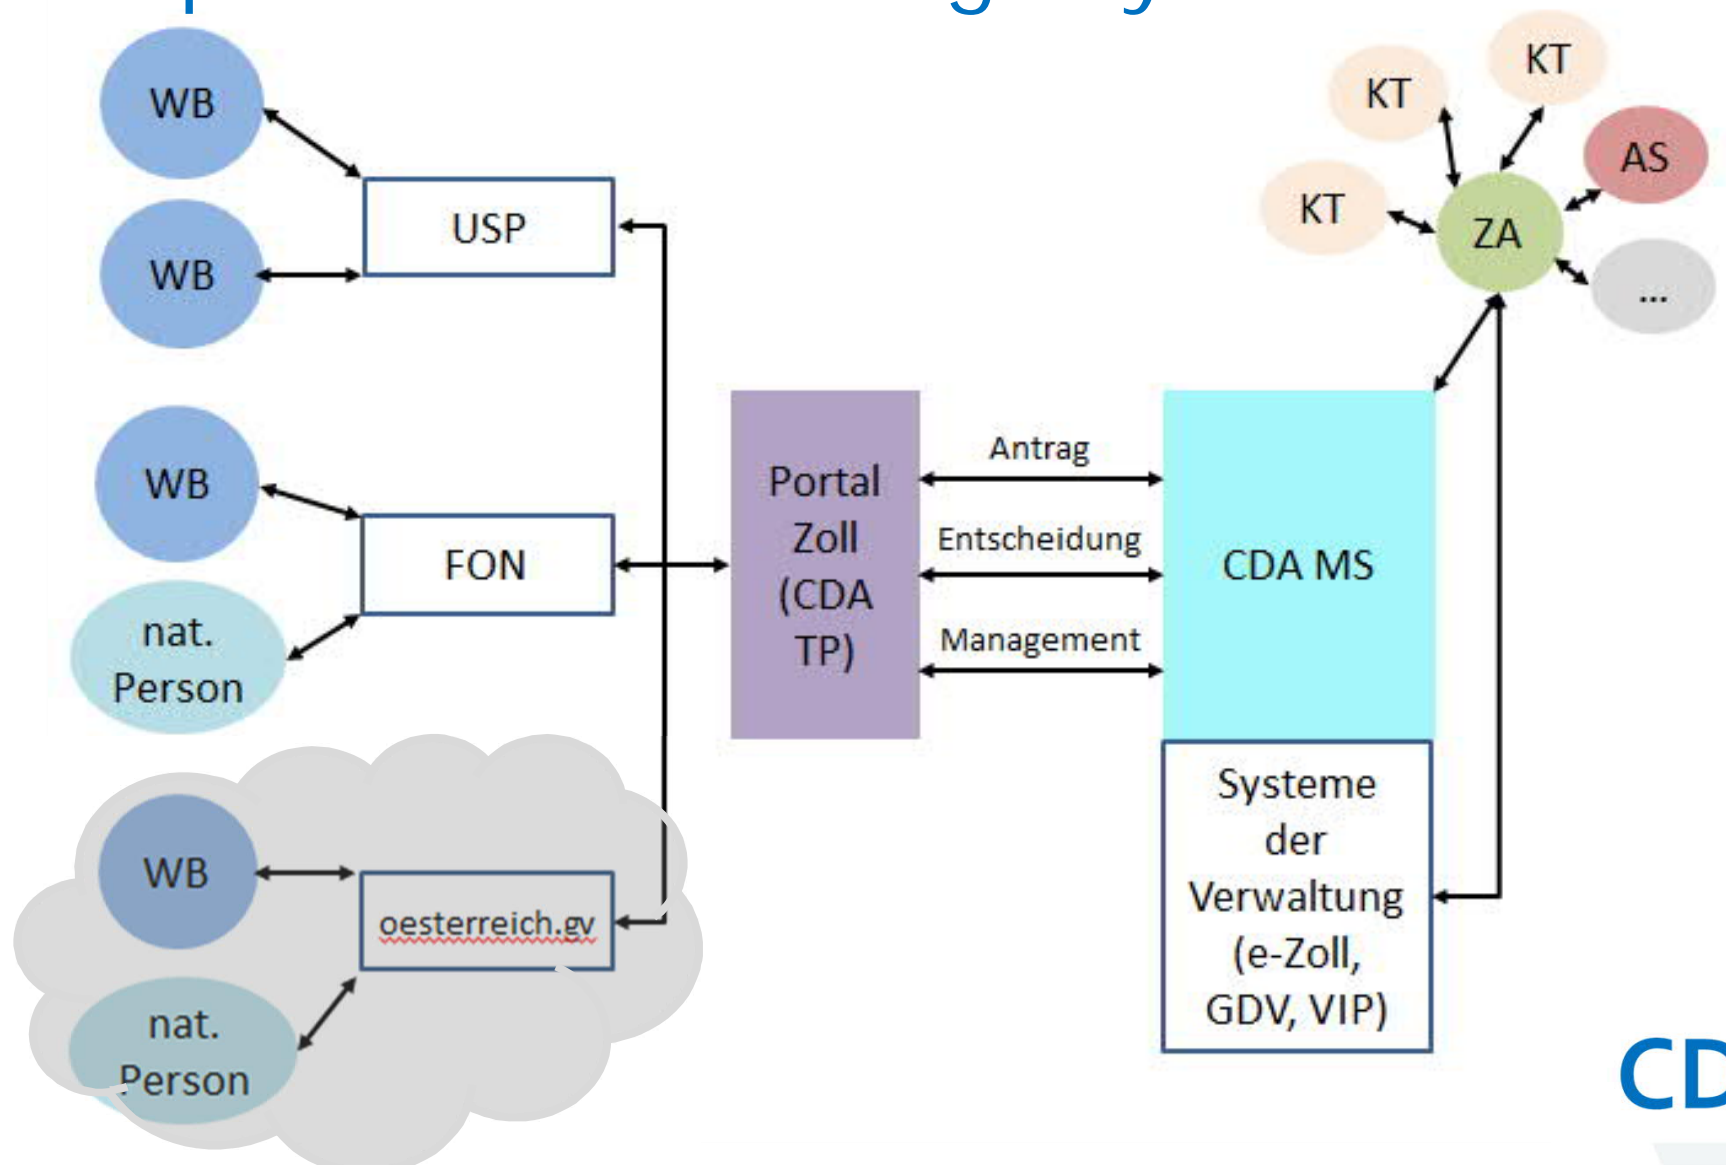 WB
WB
USP
WB
nat.
Person
FON
WB
nat.
Person
oesterreich.gv
Portal
Zoll
(CDA
TP)
Antrag
Entscheidung
Management
CDA MS
Systeme
der
Verwaltung
(e-Zoll,
GDV, VIP)
KT
KT
KT
AS
ZA
...
CD